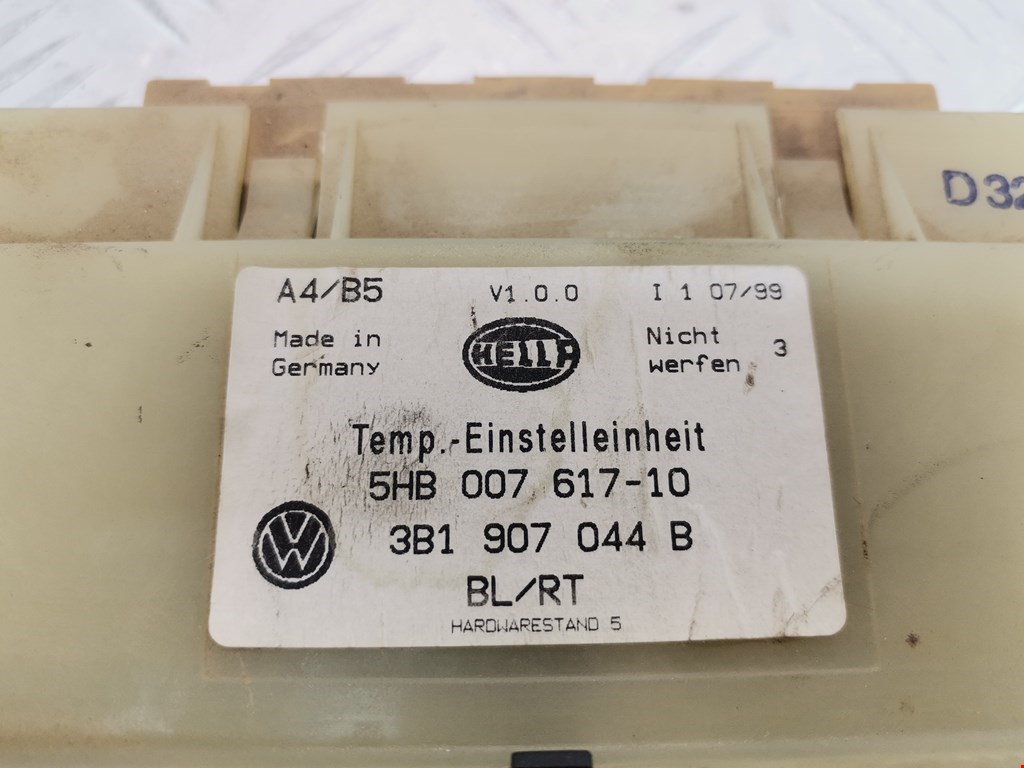 D 32
A4/B5 V1.0.0 I 1 07/99
Made in Germany
HELLA
Nicht werfen 3
Temp.-Einstelleinheit
5HB 007 617-10
3B1 907 044 B
BL/RT
HARDWARESTAND 5